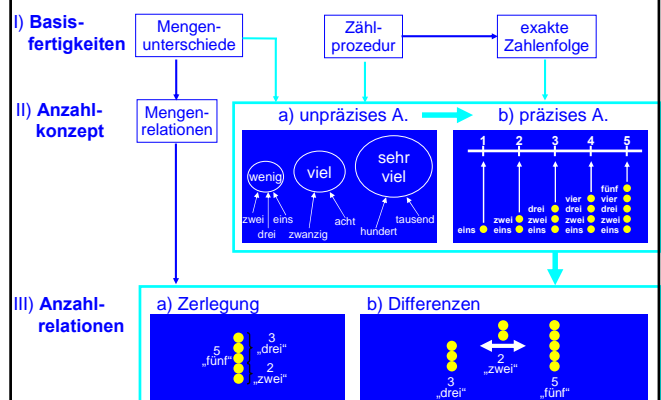 I) Basis-
fertigkeiten
Mengen-
unterschiede
Zähl-
prozedur
exakte
Zahlenfolge
II) Anzahl-
konzept
Mengen-
relationen
a) unpräzises A.
b) präzises A.
wenig
viel
sehr
viel
zwei
eins
drei
zwanzig
acht
hundert
tausend
1 2 3 4 5
fünf
vier vier
drei drei drei
zwei zwei zwei zwei
eins eins eins eins eins
III) Anzahl-
relationen
a) Zerlegung
5
„fünf“
3
„drei“
2
„zwei“
b) Differenzen
3
„drei“
2
„zwei“
5
„fünf“